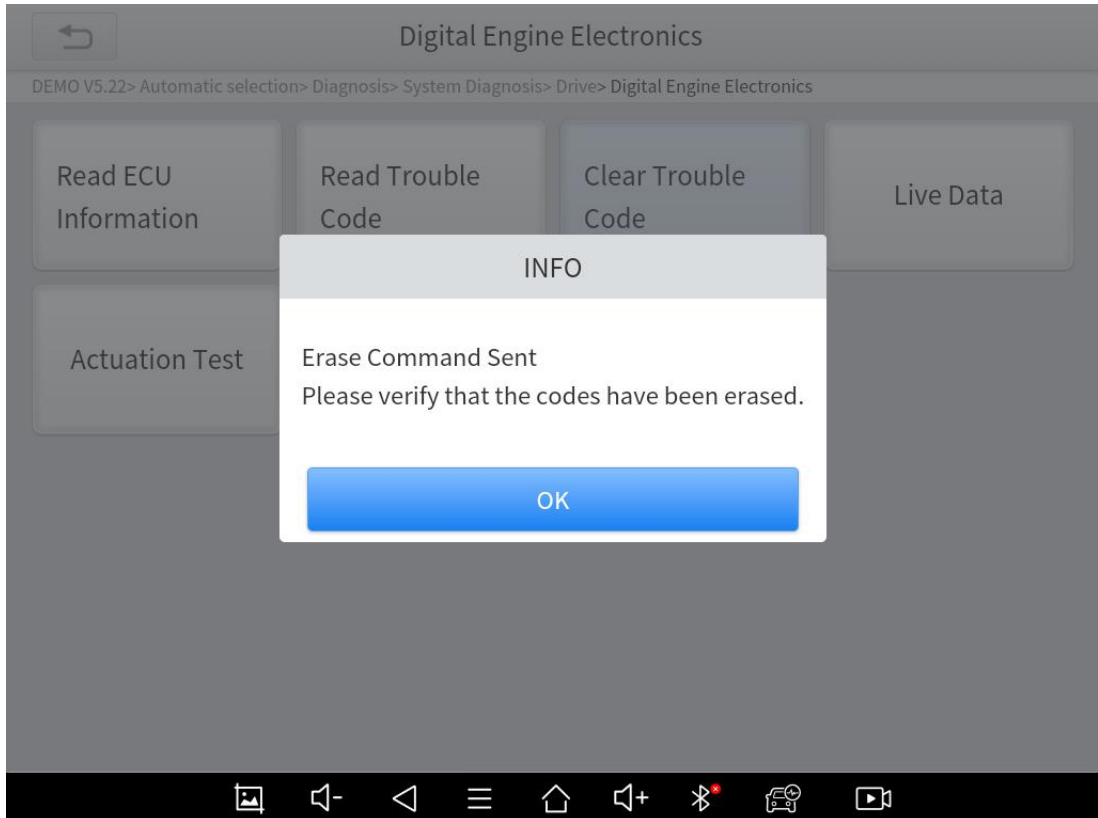 Digital Engine Electronics
DEMO V5.22> Automatic selection> Diagnosis> System Diagnosis> Drive> Digital Engine Electronics
Read ECU
Information
Read Trouble
Code
Clear Trouble
Code
Live Data
Actuation Test
INFO
Erase Command Sent
Please verify that the codes have been erased.
OK